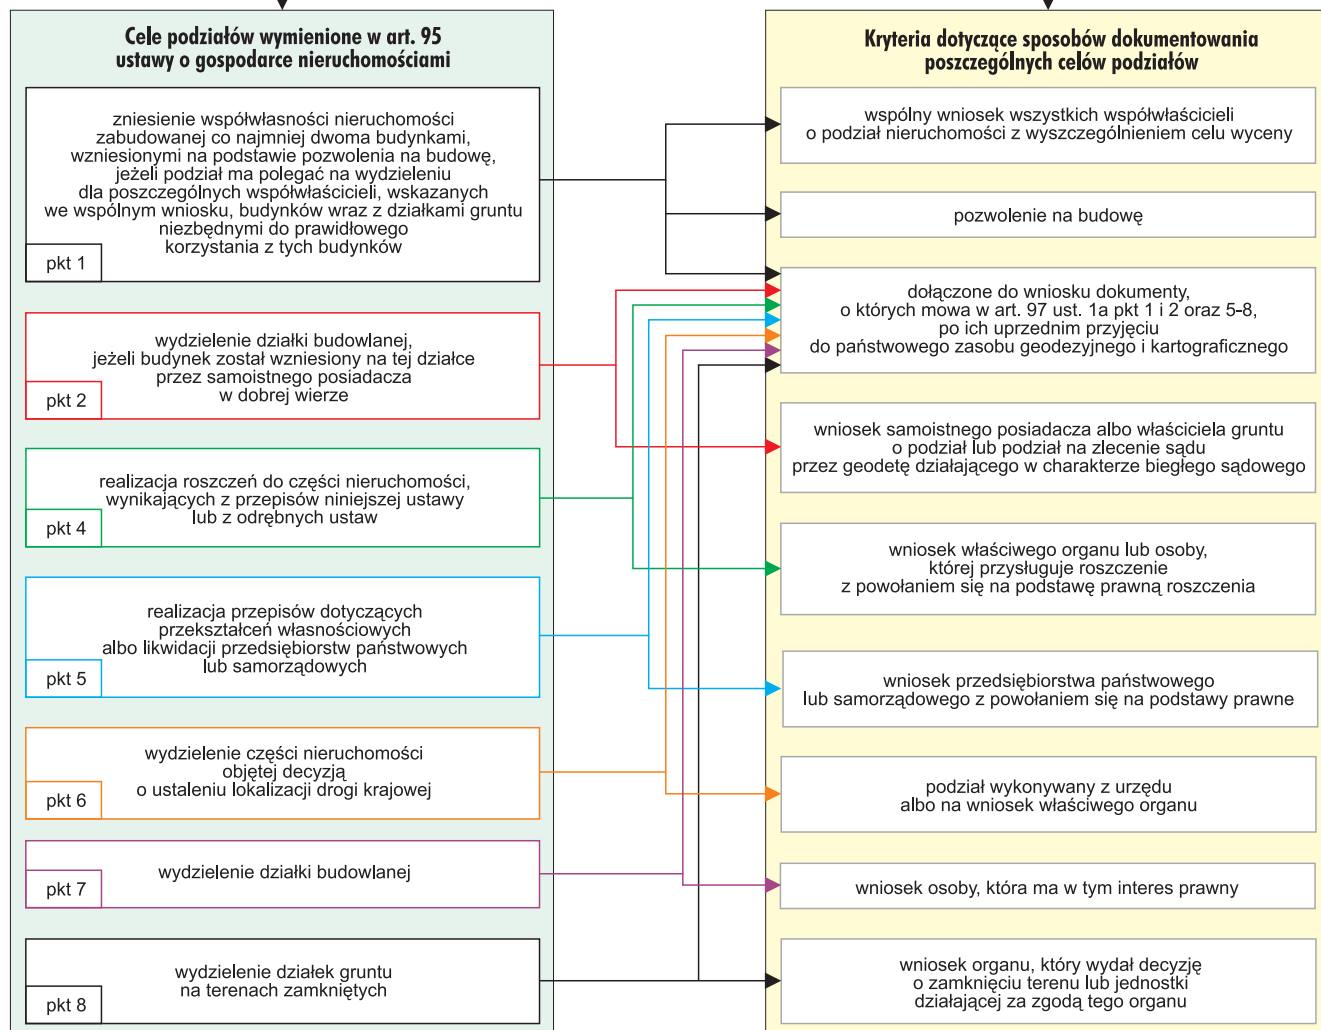 Cele podziałów wymienione w art. 95
ustawy o gospodarce nieruchomościami
zniesienie współwłasności nieruchomości
zabudowanej co najmniej dwoma budynkami,
wzniesionymi na podstawie pozwolenia na budowę,
jeżeli podział ma polegać na wydzieleniu
dla poszczególnych współwłaścicieli, wskazanych
we wspólnym wniosku, budynków wraz z działkami gruntu
niezbędnymi do prawidłowego
korzystania z tych budynków
pkt 1
wydzielenie działki budowlanej,
jeżeli budynek został wzniesiony na tej działce
przez samoistnego posiadacza
w dobrej wierze
pkt 2
realizacja roszczeń do części nieruchomości,
wynikających z przepisów niniejszej ustawy
lub z odrębnych ustaw
pkt 4
realizacja przepisów dotyczących
przekształceń własnościowych
albo likwidacji przedsiębiorstw państwowych
lub samorządowych
pkt 5
wydzielenie części nieruchomości
objętej decyzją
o ustaleniu lokalizacji drogi krajowej
pkt 6
wydzielenie działki budowlanej
pkt 7
wydzielenie działek gruntu
na terenach zamkniętych
pkt 8
Kryteria dotyczące sposobów dokumentowania
poszczególnych celów podziałów
wspólny wniosek wszystkich współwłaścicieli
o podział nieruchomości z wyszczególnieniem celu wyceny
pozwolenie na budowę
dołączone do wniosku dokumenty,
o których mowa w art. 97 ust. 1a pkt 1 i 2 oraz 5-8,
po ich uprzednim przyjęciu
do państwowego zasobu geodezyjnego i kartograficznego
wniosek samoistnego posiadacza albo właściciela gruntu
o podział lub podział na zlecenie sądu
przez geodetę działającego w charakterze biegłego sądowego
wniosek właściwego organu lub osoby,
której przysługuje roszczenie
z powołaniem się na podstawę prawną roszczenia
wniosek przedsiębiorstwa państwowego
lub samorządowego z powołaniem się na podstawy prawne
podział wykonywany z urzędu
albo na wniosek właściwego organu
wniosek osoby, która ma w tym interes prawny
wniosek organu, który wydał decyzję
o zamknięciu terenu lub jednostki
działającej za zgodą tego organu